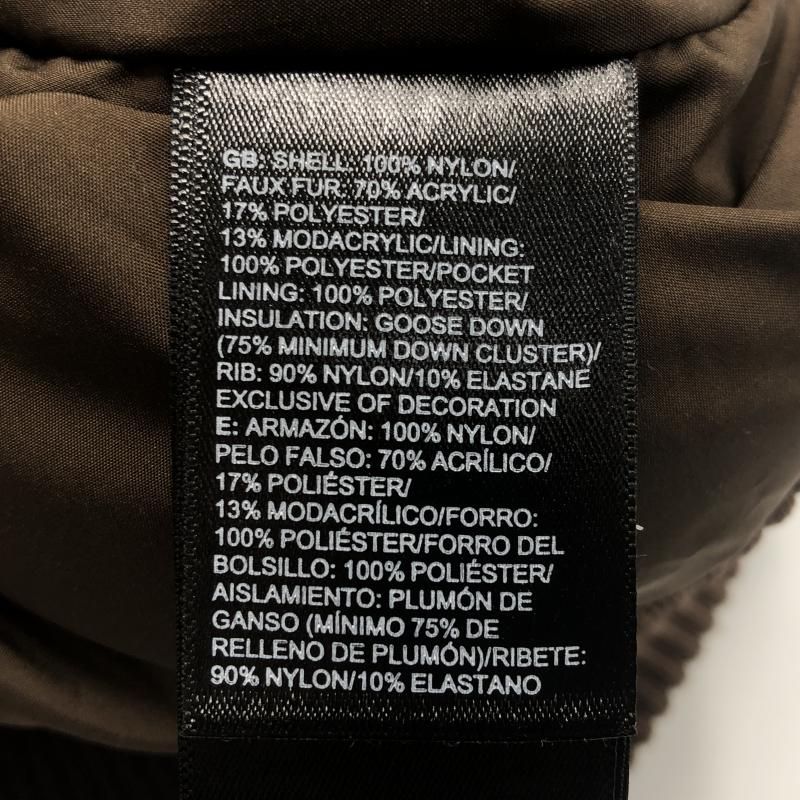 GB: SHELL: 100% NYLON/
FAUX FUR: 70% ACRYLIC/
17% POLYESTER/
13% MODACRYLIC/LINING:
100% POLYESTER/POCKET
LINING: 100% POLYESTER/
INSULATION: GOOSE DOWN
(75% MINIMUM DOWN CLUSTER)/
RIB: 90% NYLON/10% ELASTANE
EXCLUSIVE OF DECORATION
E: ARMAZÓN: 100% NYLON/
PELO FALSO: 70% ACRÍLICO/
17% POLIÉSTER/
13% MODACRÍLICO/FORRO:
100% POLIÉSTER/FORRO DEL
BOLSILLO: 100% POLIÉSTER/
AISLAMIENTO: PLUMÓN DE
GANSO (MÍNIMO 75% DE
RELLENO DE PLUMÓN)/RIBETE:
90% NYLON/10% ELASTANO